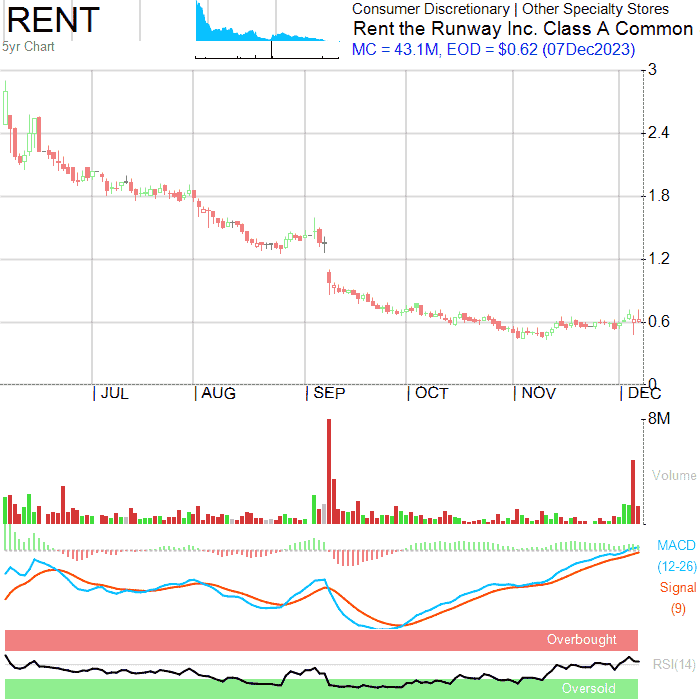 RENT
5yr Chart
Consumer Discretionary | Other Specialty Stores
Rent the Runway Inc. Class A Common
MC = 43.1M, EOD = $0.62 (07Dec2023)
3
2.4
1.8
1.2
0.6
0
| JUL | AUG | SEP | OCT | NOV | DEC
8M
Volume
MACD
(12-26)
Signal
(9)
Overbought
RSI(14)
Oversold